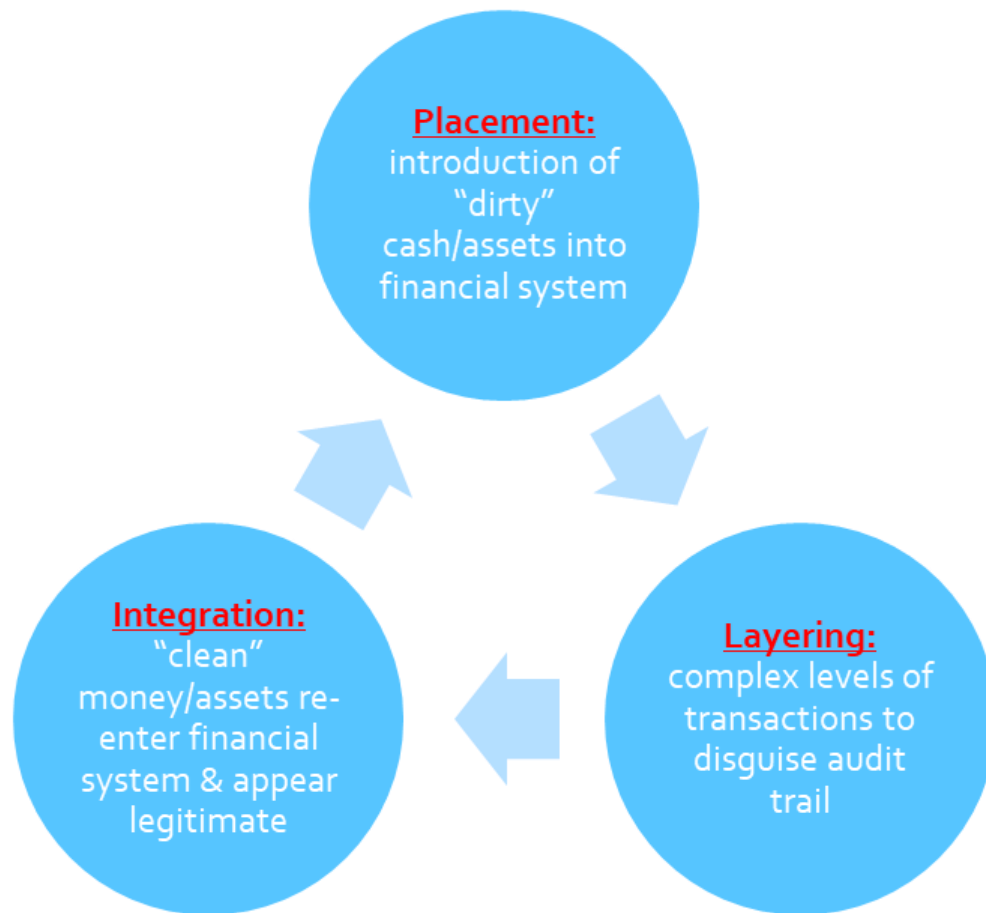 Placement:
introduction of
“dirty”
cash/assets into
financial system
Layering:
complex levels of
transactions to
disguise audit
trail
Integration:
“clean”
money/assets re-
enter financial
system & appear
legitimate